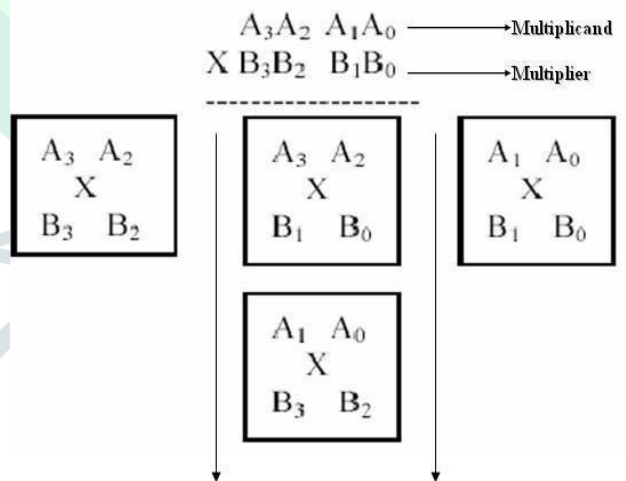 A₃A₂ A₁A₀ Multiplicand
X B₃B₂ B₁B₀ Multiplier
A₃ A₂
X
B₃ B₂
A₃ A₂
X
B₁ B₀
A₁ A₀
X
B₁ B₀
A₁ A₀
X
B₃ B₂